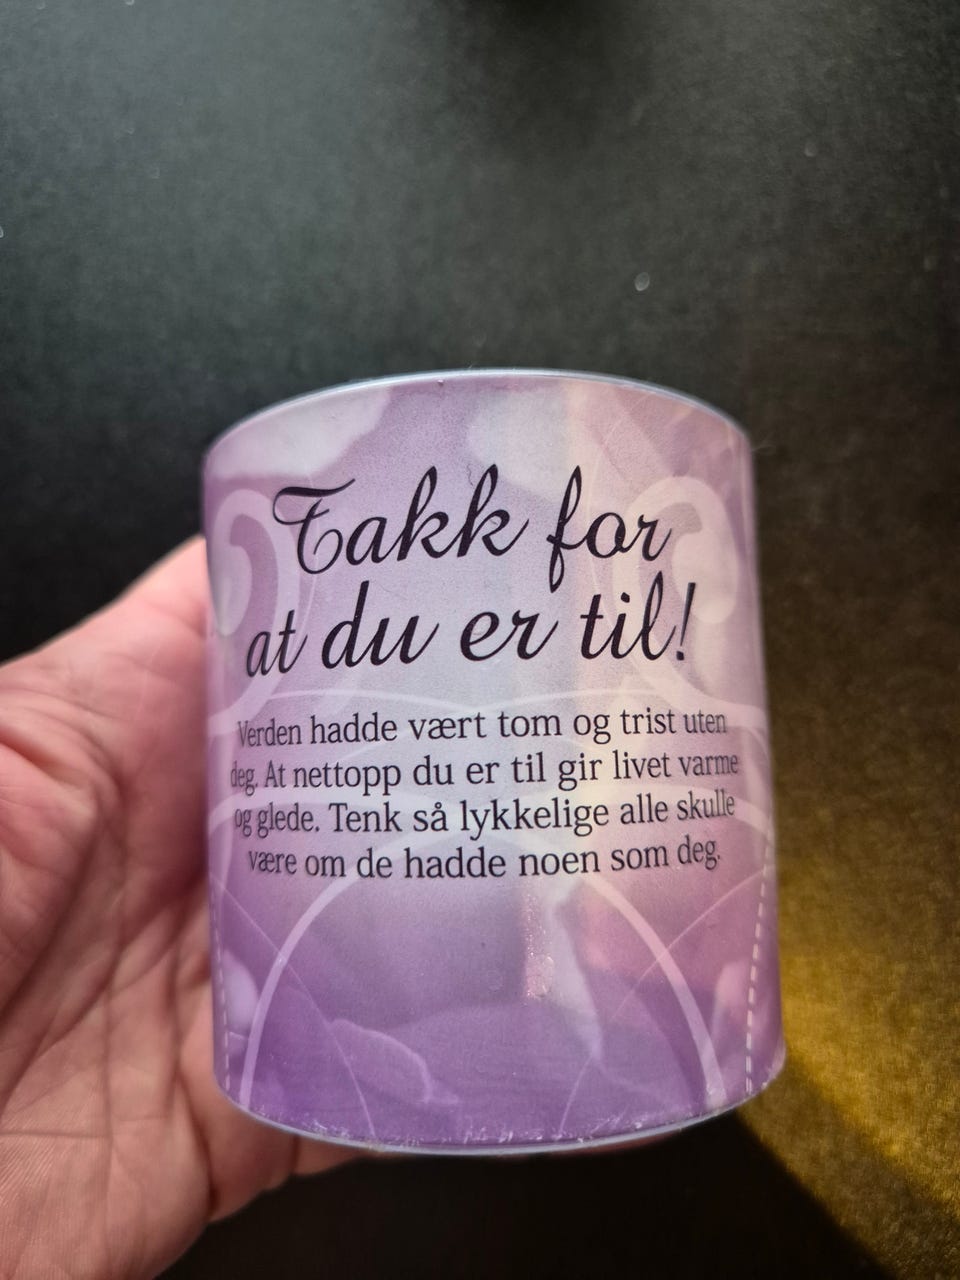 Takk for
at du er til!
Verden hadde vært tom og trist uten
deg. At nettopp du er til gir livet varme
og glede. Tenk så lykkelige alle skulle
være om de hadde noen som deg.